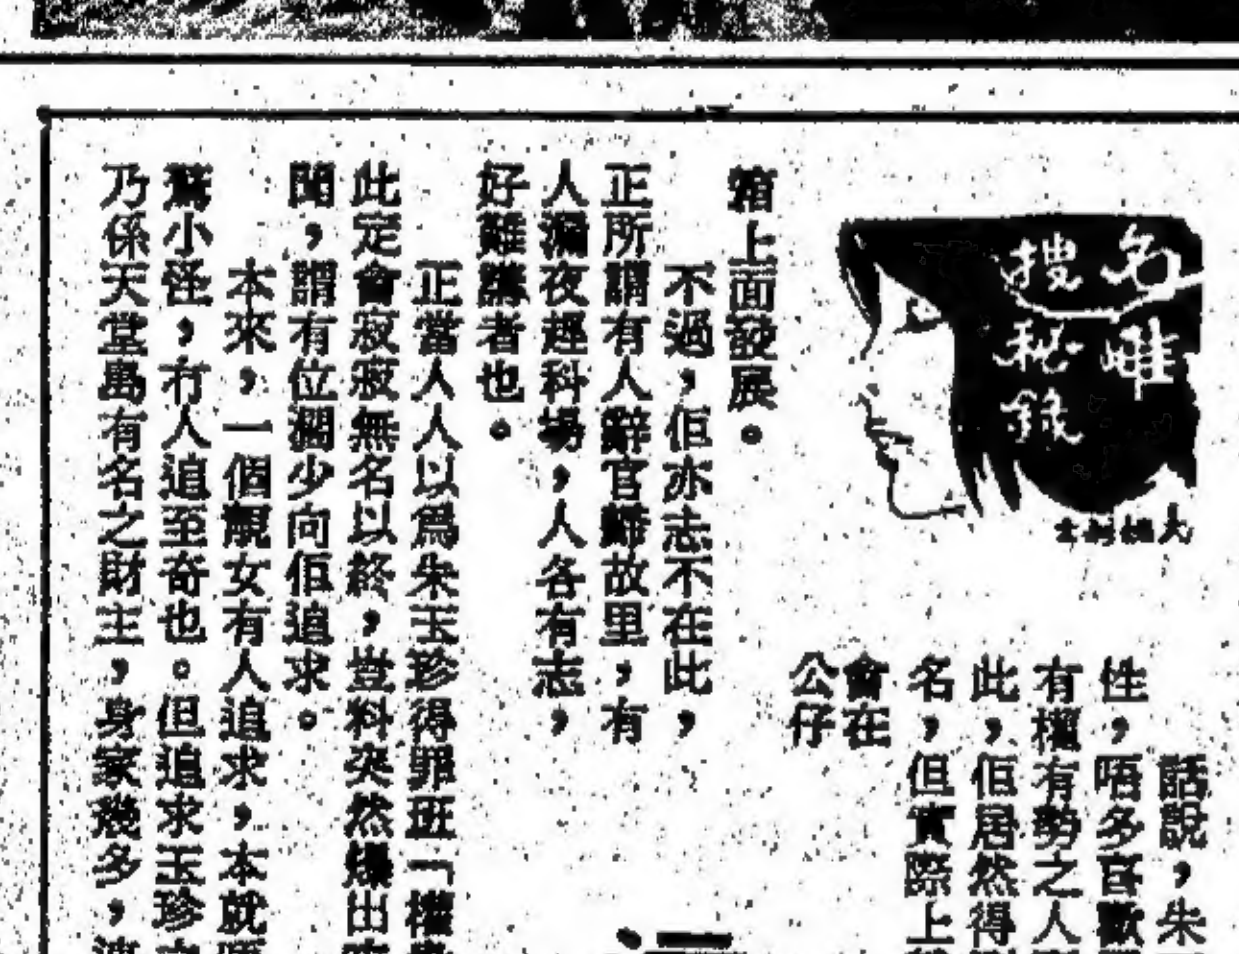 名雌
搜秘錄
話說，朱
性，唔多喜歡
有權有勢之人
此，佢居然得
名，但實際上
會在
公仔
箱上面發展。
不過，佢亦志不在此，
正所謂有人辭官歸故里，有
人漏夜趕科場，人各有志，
好難講者也。
正當人人以為朱玉珍得罪班「權
此定會寂寂無名以終，豈料突然爆出
聞，謂有位濶少向佢追求。
本來，一個靚女有人追求，本就
驚小怪，冇人追至奇也。但追求玉珍
乃係天堂島有名之財主，身家幾多，